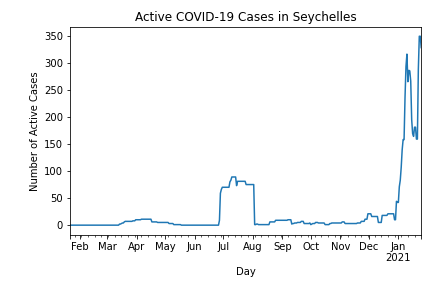 Active COVID-19 Cases in Seychelles
Number of Active Cases
350
300
250
200
150
100
50
0
Feb Mar Apr May Jun Jul Aug Sep Oct Nov Dec Jan
2021
Day